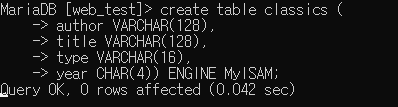 MariaDB [web_test]> create table classics (
    -> author VARCHAR(128),
    -> title VARCHAR(128),
    -> type VARCHAR(16),
    -> year CHAR(4)) ENGINE MyISAM;
Query OK, 0 rows affected (0.042 sec)